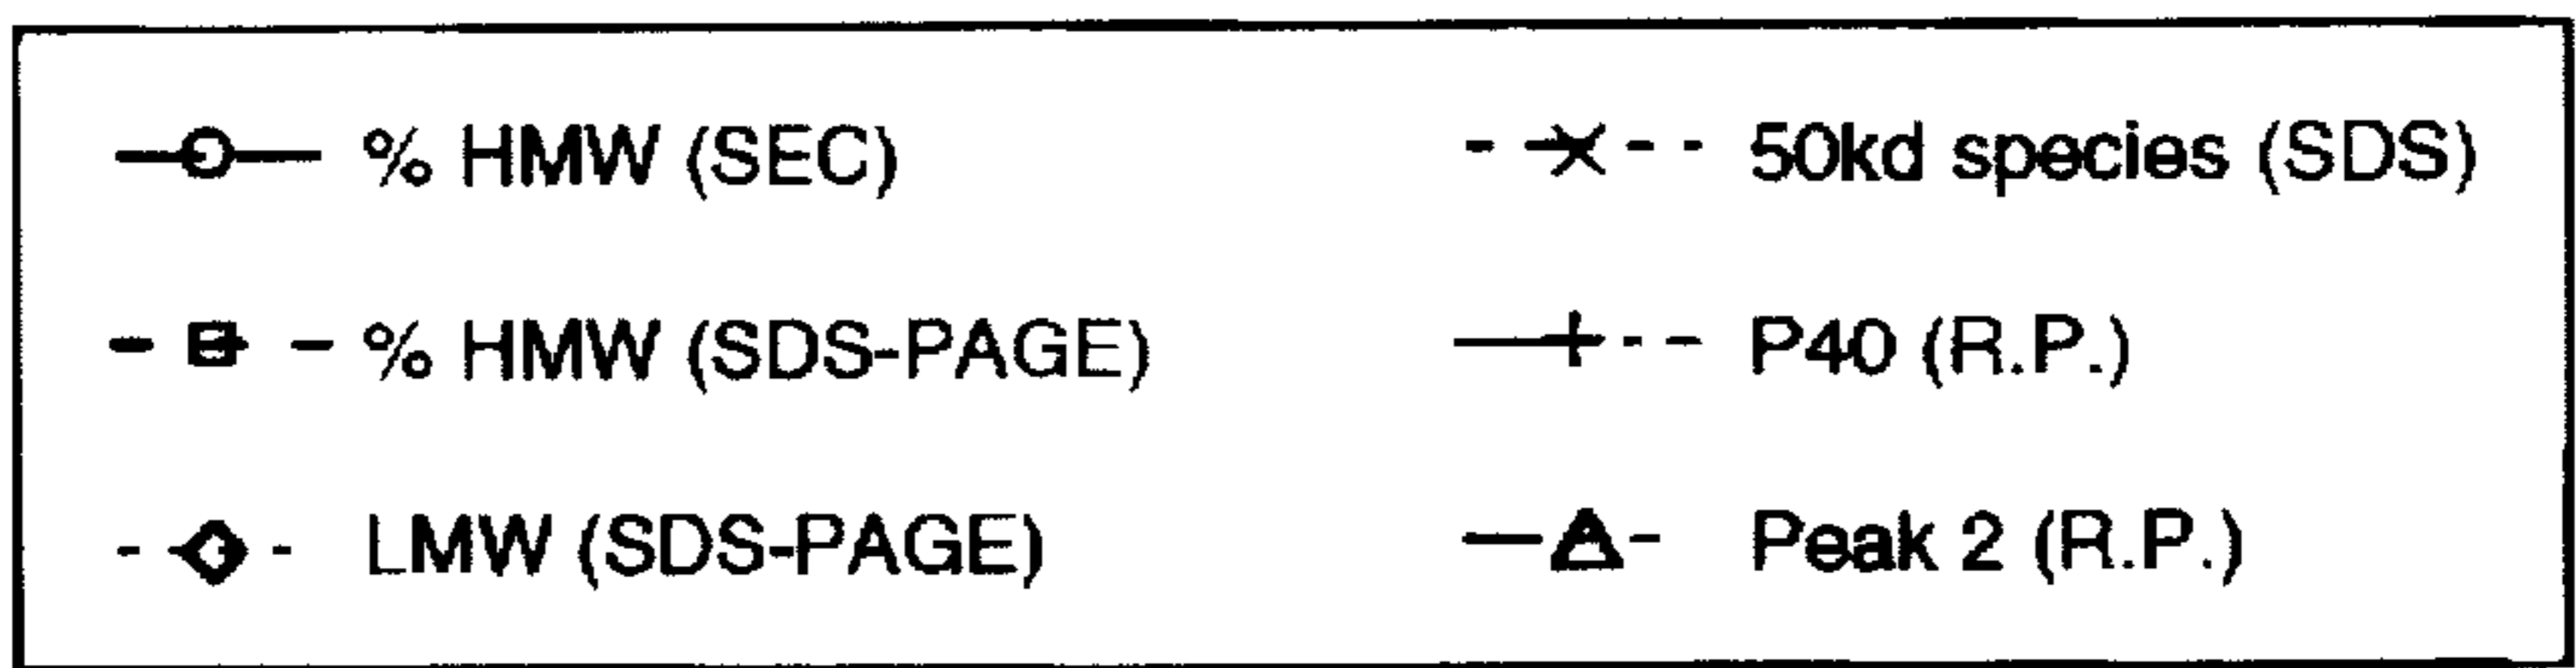 % HMW (SEC)
% HMW (SDS-PAGE)
LMW (SDS-PAGE)
50kd species (SDS)
P40 (R.P.)
Peak 2 (R.P.)